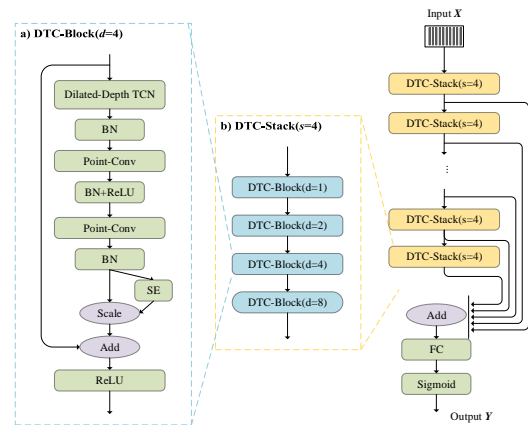 a) DTC-Block(d=4)
Dilated-Depth TCN
BN
Point-Conv
BN+ReLU
Point-Conv
BN
SE
Scale
Add
ReLU
b) DTC-Stack(s=4)
DTC-Block(d=1)
DTC-Block(d=2)
DTC-Block(d=4)
DTC-Block(d=8)
Input X
DTC-Stack(s=4)
DTC-Stack(s=4)
...
DTC-Stack(s=4)
DTC-Stack(s=4)
Add
FC
Sigmoid
Output Y